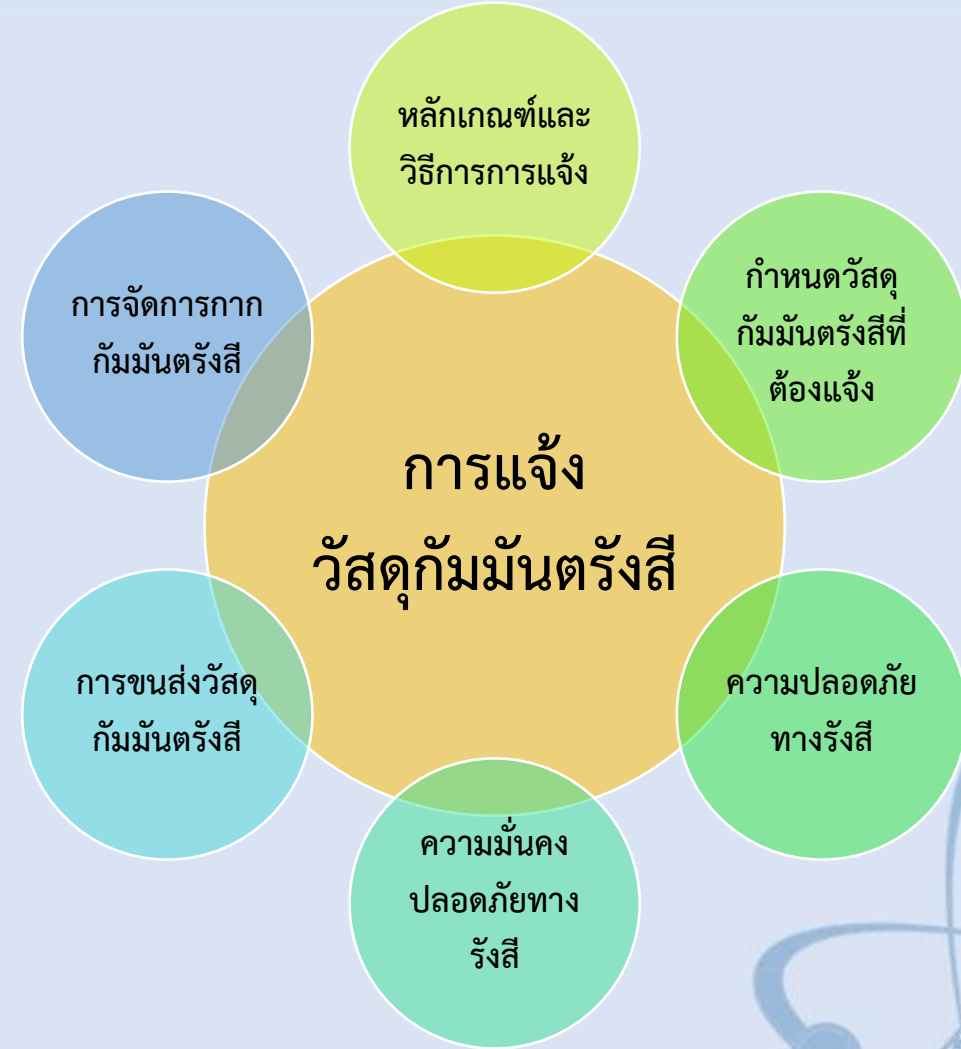 หลักเกณฑ์และ
วิธีการการแจ้ง
กำหนดวัสดุ
กัมมันตรังสีที่
ต้องแจ้ง
ความปลอดภัย
ทางรังสี
ความมั่นคง
ปลอดภัยทาง
รังสี
การขนส่งวัสดุ
กัมมันตรังสี
การจัดการกาก
กัมมันตรังสี
การแจ้ง
วัสดุกัมมันตรังสี